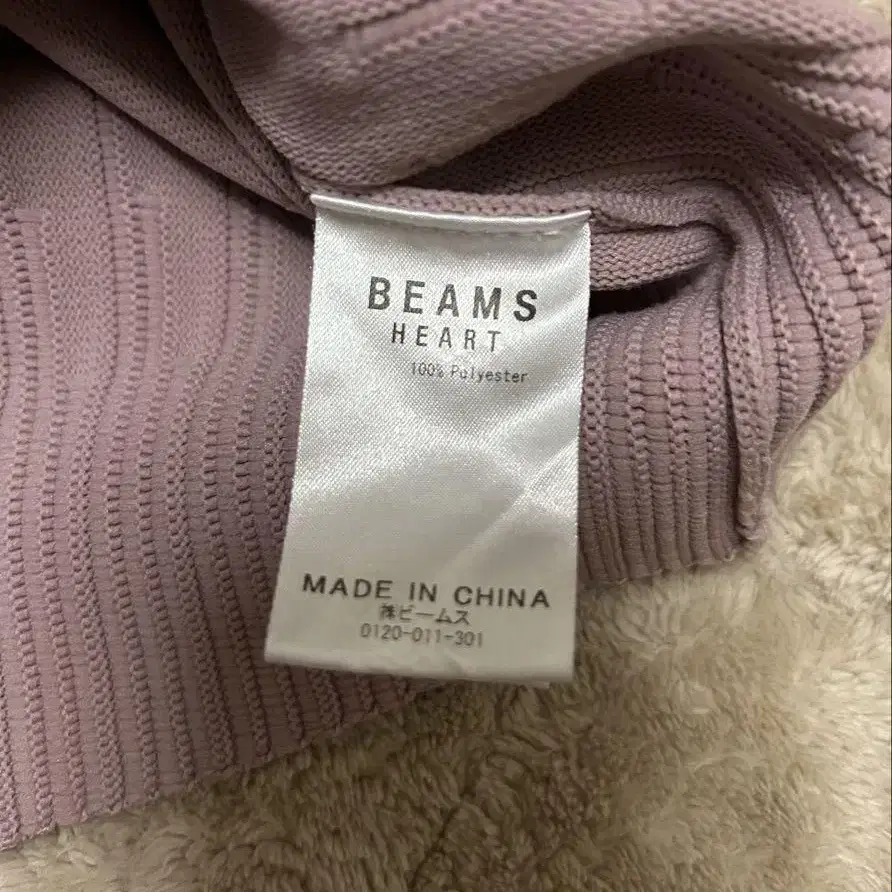 BEAMS
HEART
100% Polyester
MADE IN CHINA
㈱ビームス
0120-011-301